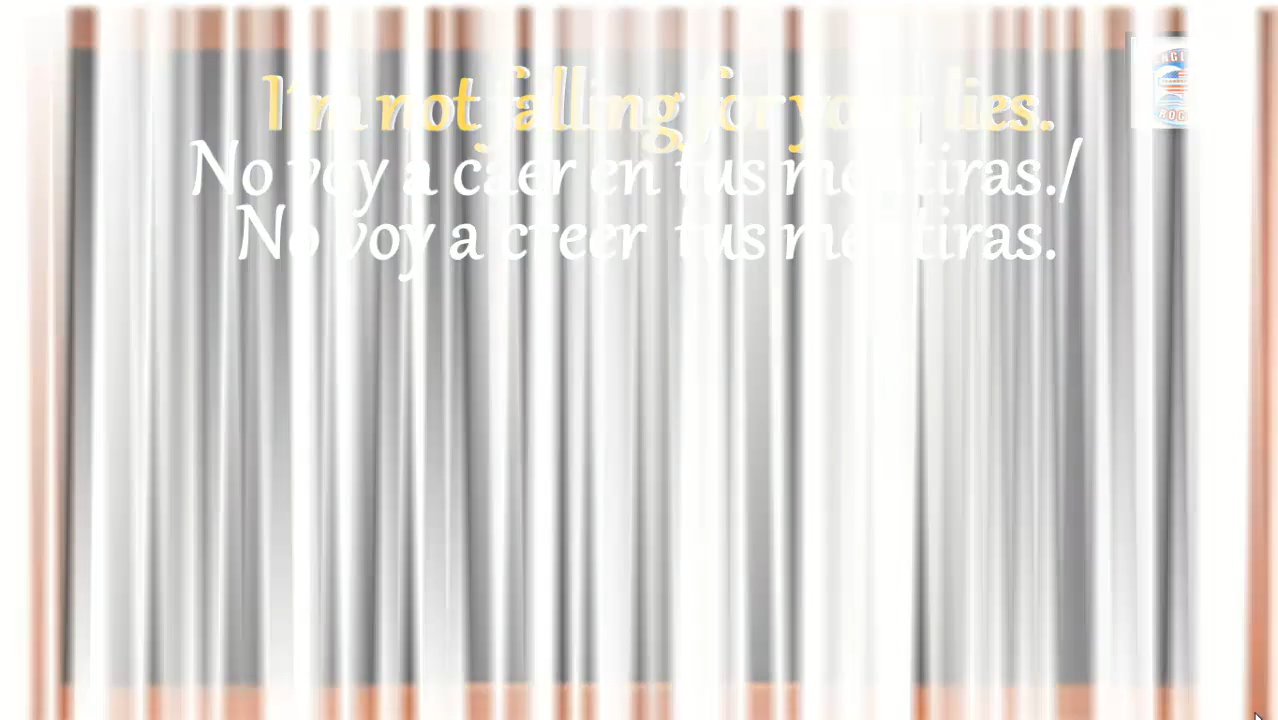 I'm not falling for your lies.
No voy a caer en tus mentiras./
No voy a creer tus mentiras.